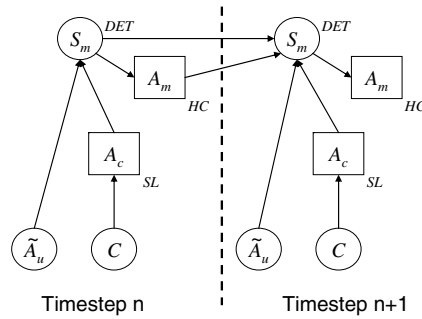 DET DET
S_m S_m
A_m A_m
HC HC
A_c A_c
SL SL
Ã_u C Ã_u C
Timestep n Timestep n+1